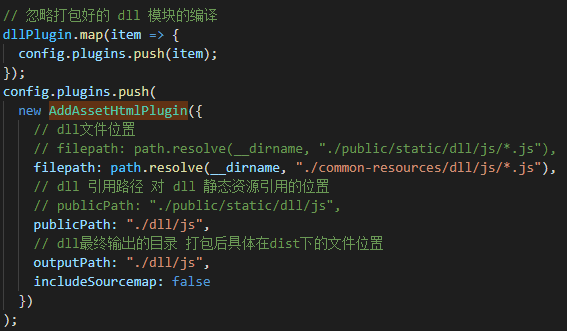 // 忽略打包好的 dll 模块的编译
dllPlugin.map(item => {
config.plugins.push(item);
});
config.plugins.push(
new AddAssetHtmlPlugin({
// dll文件位置
// filepath: path.resolve(__dirname, "./public/static/dll/js/*.js"),
filepath: path.resolve(__dirname, "./common-resources/dll/js/*.js"),
// dll 引用路径 对 dll 静态资源引用的位置
// publicPath: "./public/static/dll/js",
publicPath: "./dll/js",
// dll最终输出的目录 打包后具体在dist下的文件位置
outputPath: "./dll/js",
includeSourcemap: false
})
);